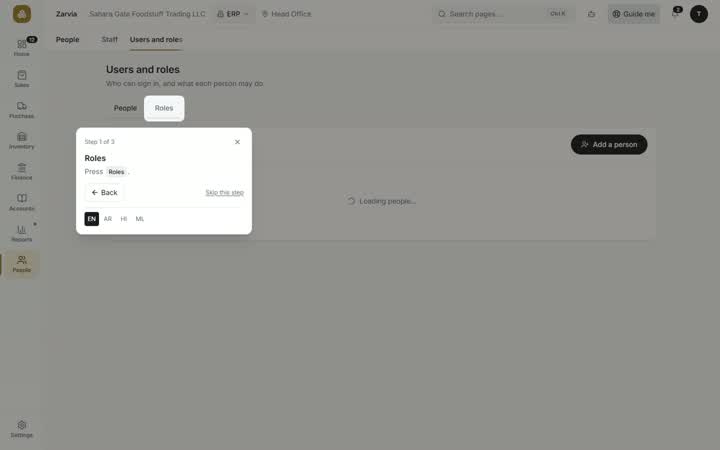 Zarvia
Sahara Gate Foodstuff Trading LLC
ERP
Head Office
Search pages...
Ctrl K
Guide me
2
T
People
Staff
Users and roles
12
Home
Sales
Purchase
Inventory
Finance
Accounts
Reports
People
Settings
Users and roles
Who can sign in, and what each person may do
People
Roles
Add a person
Loading people...
Step 1 of 3
Roles
Press Roles .
Back
Skip this step
EN AR HI ML